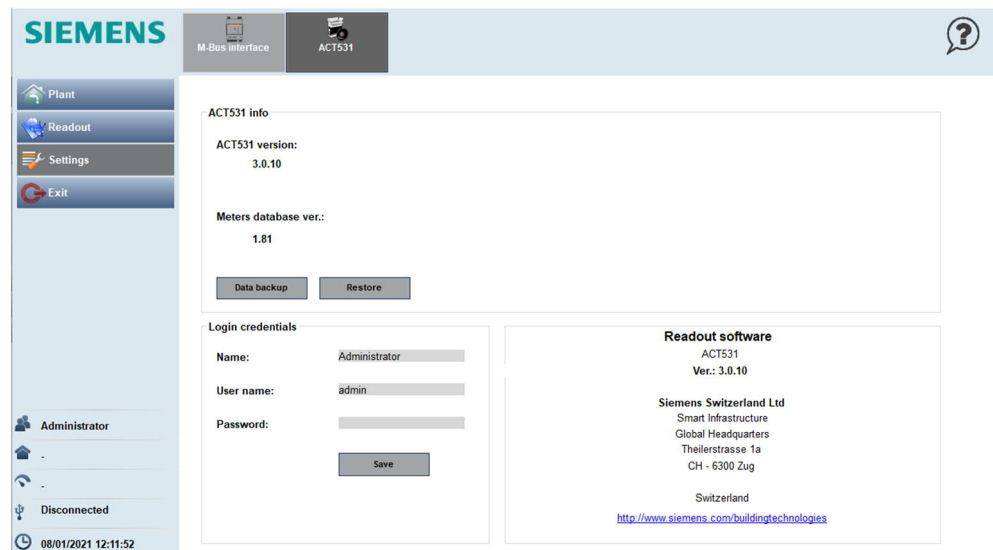 SIEMENS
M-Bus interface
ACT531
?
Plant
Readout
Settings
Exit
ACT531 info
ACT531 version:
3.0.10
Meters database ver.:
1.81
Data backup
Restore
Login credentials
Name:
Administrator
User name:
admin
Password:
Save
Readout software
ACT531
Ver.: 3.0.10
Siemens Switzerland Ltd
Smart Infrastructure
Global Headquarters
Theilerstrasse 1a
CH - 6300 Zug
Switzerland
http://www.siemens.com/buildingtechnologies
Administrator
-
-
Disconnected
08/01/2021 12:11:52